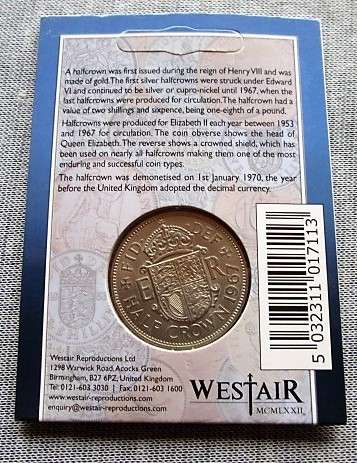 A halfcrown was first issued during the reign of Henry VIII and was
made of gold. The first silver halfcrowns were struck under Edward
VI and continued to be silver or cupro-nickel until 1967, when the
last halfcrowns were produced for circulation. The halfcrown had a
value of two shillings and sixpence, being one-eighth of a pound.
Halfcrowns were produced for Elizabeth II each year between 1953
and 1967 for circulation. The coin obverse shows the head of
Queen Elizabeth. The reverse shows a crowned shield, which has
been used on nearly all halfcrowns making them one of the most
enduring and successful coin types.
The halfcrown was demonetised on 1st January 1970, the year
before the United Kingdom adopted the decimal currency.
FID DEF
E R
HALF CROWN 1967
5 032311 017113
Westair Reproductions Ltd
1298 Warwick Road, Acocks Green
Birmingham, B27 6PZ, United Kingdom
Tel: 0121-603 3030 | Fax: 0121-603 1600
www.westair-reproductions.com
enquiry@westair-reproductions.com
WESTAIR
MCMLXXII